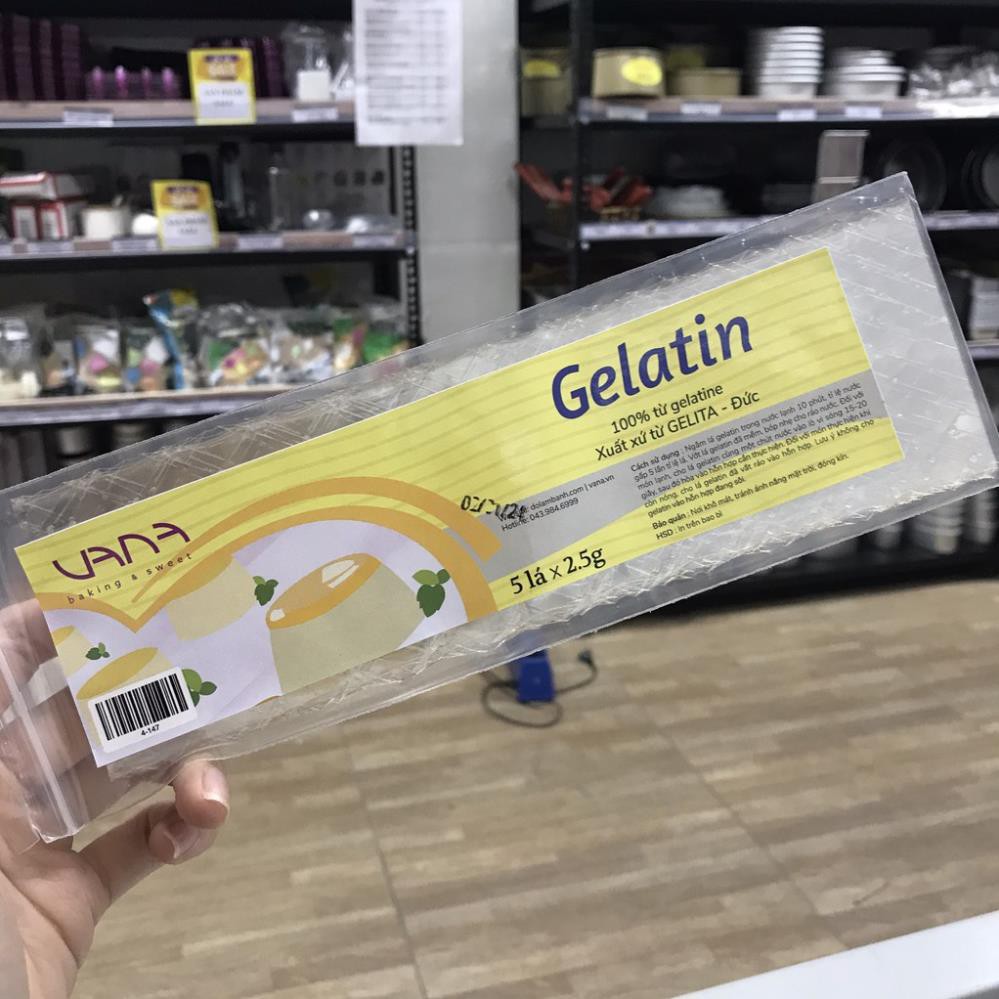 Gelatin
100% từ gelatine
Xuất xứ từ GELITA - Đức
Cách sử dụng : Ngâm lá gelatin trong nước lạnh 10 phút, tỉ lệ nước
gấp 5 lần tỉ lệ lá. Vớt lá gelatin đã mềm, bóp nhẹ cho ráo nước. Đối với
món lạnh, cho lá gelatin cùng một chút nước vào lò vi sóng 15-20
giây, sau đó hòa vào hỗn hợp cần thực hiện. Đối với món thực hiện khi
còn nóng, cho lá gelatin đã vắt ráo vào hỗn hợp. Lưu ý không cho
gelatin vào hỗn hợp đang sôi.
Bảo quản : Nơi khô mát, tránh ánh nắng mặt trời, đóng kín.
HSD : In trên bao bì
dolambanh.com | vana.vn
Hotline: 043.984.6999
5 lá x 2.5g
VANA
baking & sweet
4-147